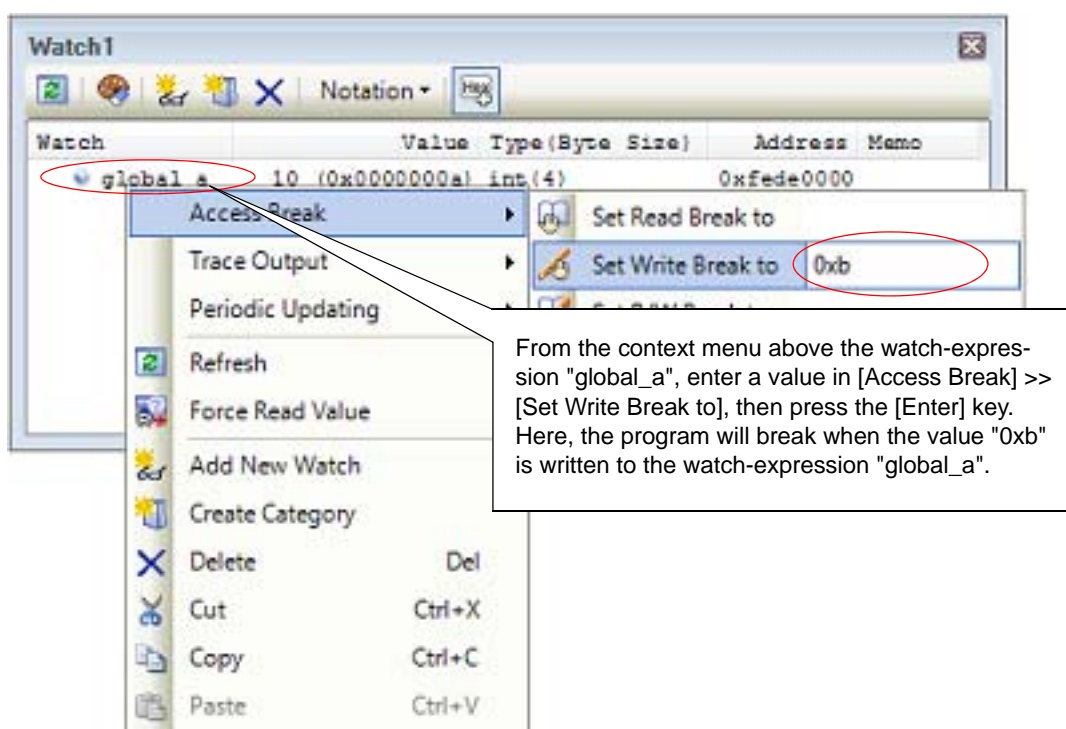 Watch1
Notation
Hex
Watch Value Type(Byte Size) Address Memo
global_a 10 (0x0000000a) int(4) 0xfede0000
Access Break
Set Read Break to
Trace Output
Set Write Break to 0xb
Periodic Updating
From the context menu above the watch-expres-
sion "global_a", enter a value in [Access Break] >>
[Set Write Break to], then press the [Enter] key.
Here, the program will break when the value "0xb"
is written to the watch-expression "global_a".
Refresh
Force Read Value
Add New Watch
Create Category
Delete Del
Cut Ctrl+X
Copy Ctrl+C
Paste Ctrl+V